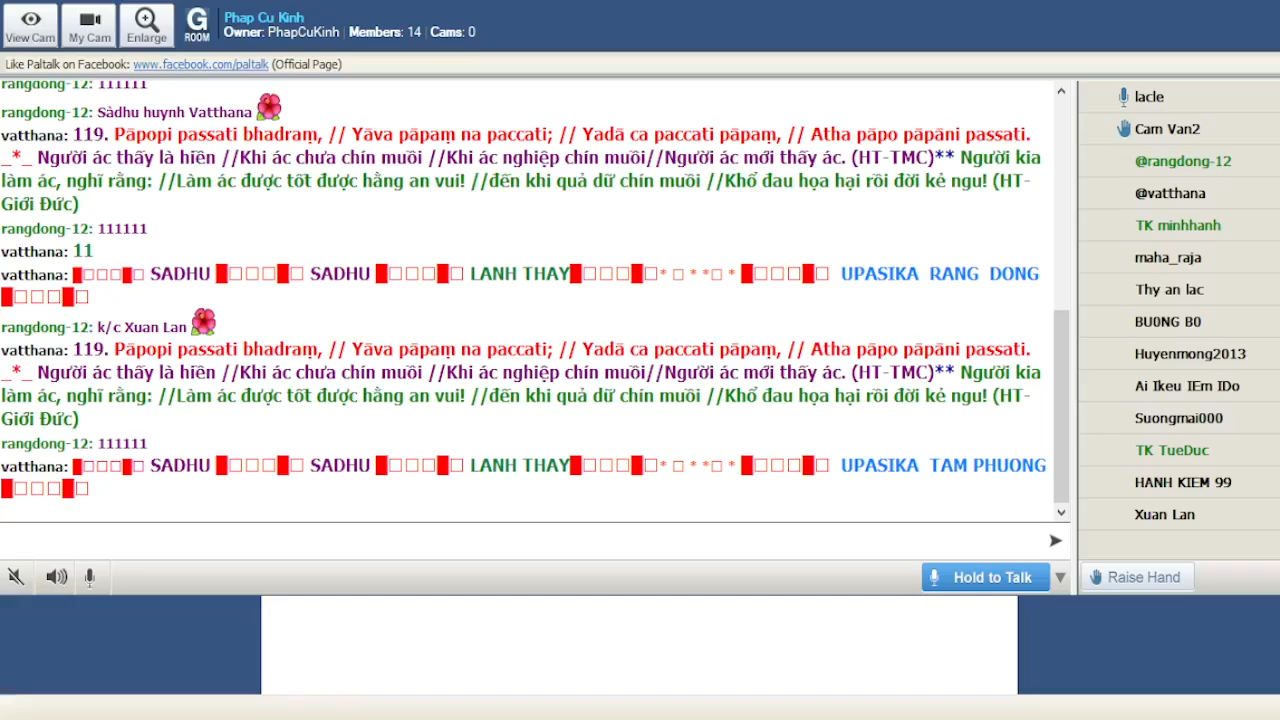 View Cam
My Cam
Enlarge
G
ROOM
Phap Cu Kinh
Owner: PhapCuKinh | Members: 14 | Cams: 0
Like Paltalk on Facebook: www.facebook.com/paltalk (Official Page)
rangdong-12: 111111
rangdong-12: Sàdhu huynh Vatthana
vatthana: 119. Pāpopi passati bhadraṃ, // Yāva pāpaṃ na paccati; // Yadā ca paccati pāpaṃ, // Atha pāpo pāpāni passati.
_*_ Người ác thấy là hiền //Khi ác chưa chín muồi //Khi ác nghiệp chín muồi//Người ác mới thấy ác. (HT-TMC)** Người kia
làm ác, nghĩ rằng: //Làm ác được tốt được hằng an vui! //đến khi quả dữ chín muồi //Khổ đau họa hại rồi đời kẻ ngu! (HT-
Giới Đức)
rangdong-12: 111111
vatthana: 11
vatthana: █□□□█□ SADHU █□□□█□ SADHU █□□□█□ LANH THAY█□□□█□* □ * *□ * █□□□█□ UPASIKA RANG DONG
█□□□█□
rangdong-12: k/c Xuan Lan
vatthana: 119. Pāpopi passati bhadraṃ, // Yāva pāpaṃ na paccati; // Yadā ca paccati pāpaṃ, // Atha pāpo pāpāni passati.
_*_ Người ác thấy là hiền //Khi ác chưa chín muồi //Khi ác nghiệp chín muồi//Người ác mới thấy ác. (HT-TMC)** Người kia
làm ác, nghĩ rằng: //Làm ác được tốt được hằng an vui! //đến khi quả dữ chín muồi //Khổ đau họa hại rồi đời kẻ ngu! (HT-
Giới Đức)
rangdong-12: 111111
vatthana: █□□□█□ SADHU █□□□█□ SADHU █□□□█□ LANH THAY█□□□█□* □ * *□ * █□□□█□ UPASIKA TAM PHUONG
█□□□█□
Hold to Talk
lacle
Cam Van2
@rangdong-12
@vatthana
TK minhhanh
maha_raja
Thy an lac
BU0NG B0
Huyenmong2013
Ai Ikeu IEm IDo
Suongmai000
TK TueDuc
HANH KIEM 99
Xuan Lan
Raise Hand